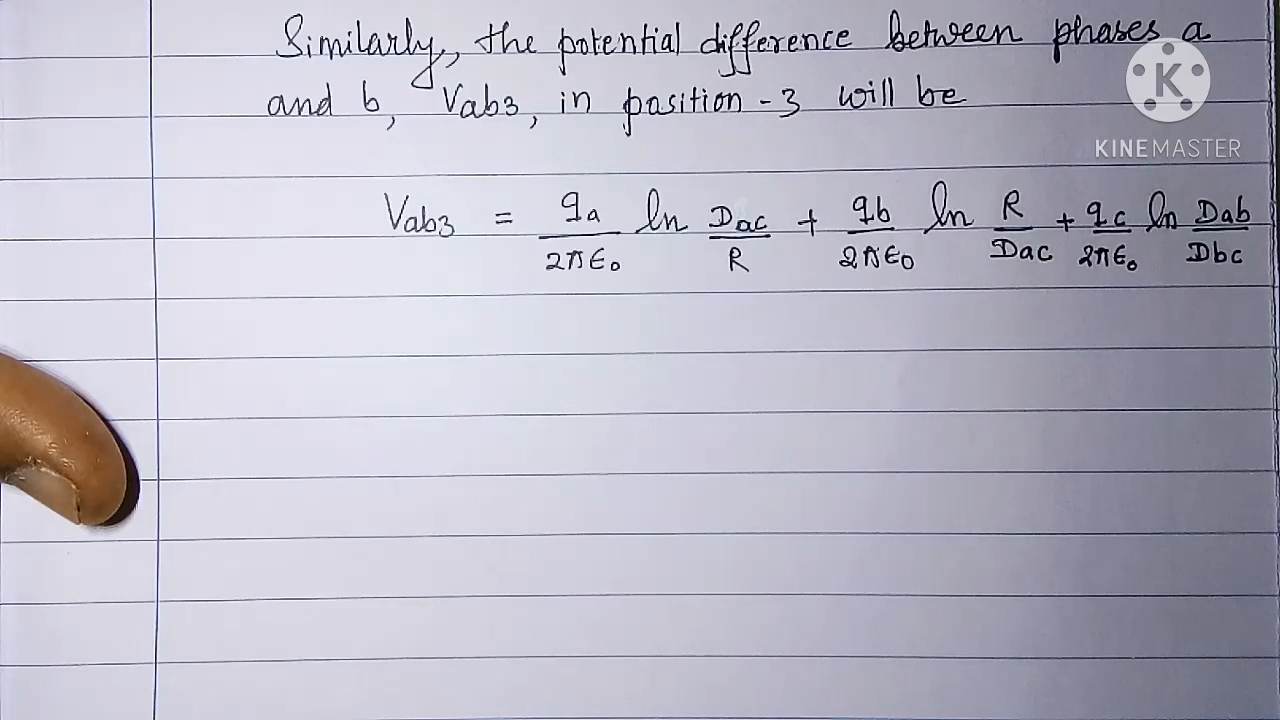 Similarly, the potential difference between phases a
and b, Vab3, in position - 3 will be
K
KINEMASTER
Vab3 = qa/2πε₀ ln Dac/R + qb/2πε₀ ln R/Dac + qc/2πε₀ ln Dab/Dbc